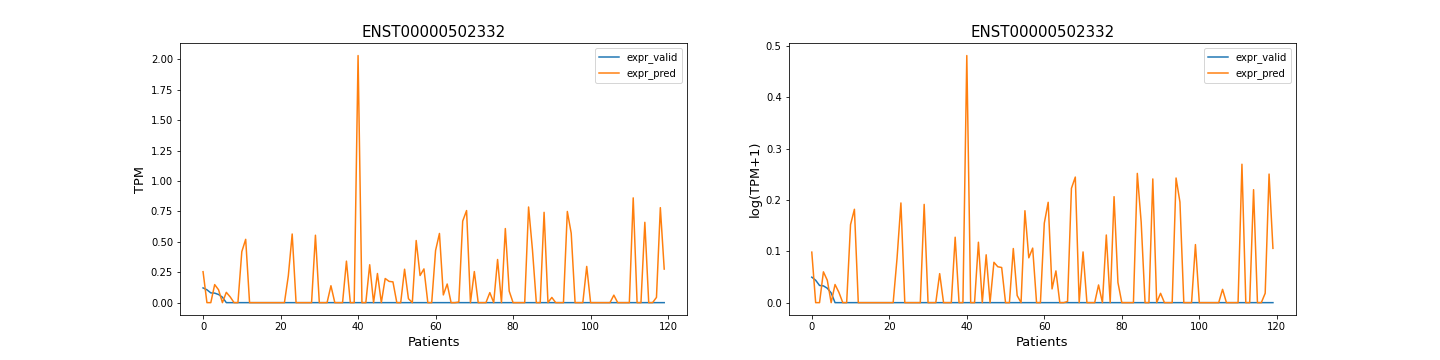 ENST00000502332
TPM
2.00
1.75
1.50
1.25
1.00
0.75
0.50
0.25
0.00
expr_valid
expr_pred
0 20 40 60 80 100 120
Patients
ENST00000502332
log(TPM+1)
0.5
0.4
0.3
0.2
0.1
0.0
expr_valid
expr_pred
0 20 40 60 80 100 120
Patients